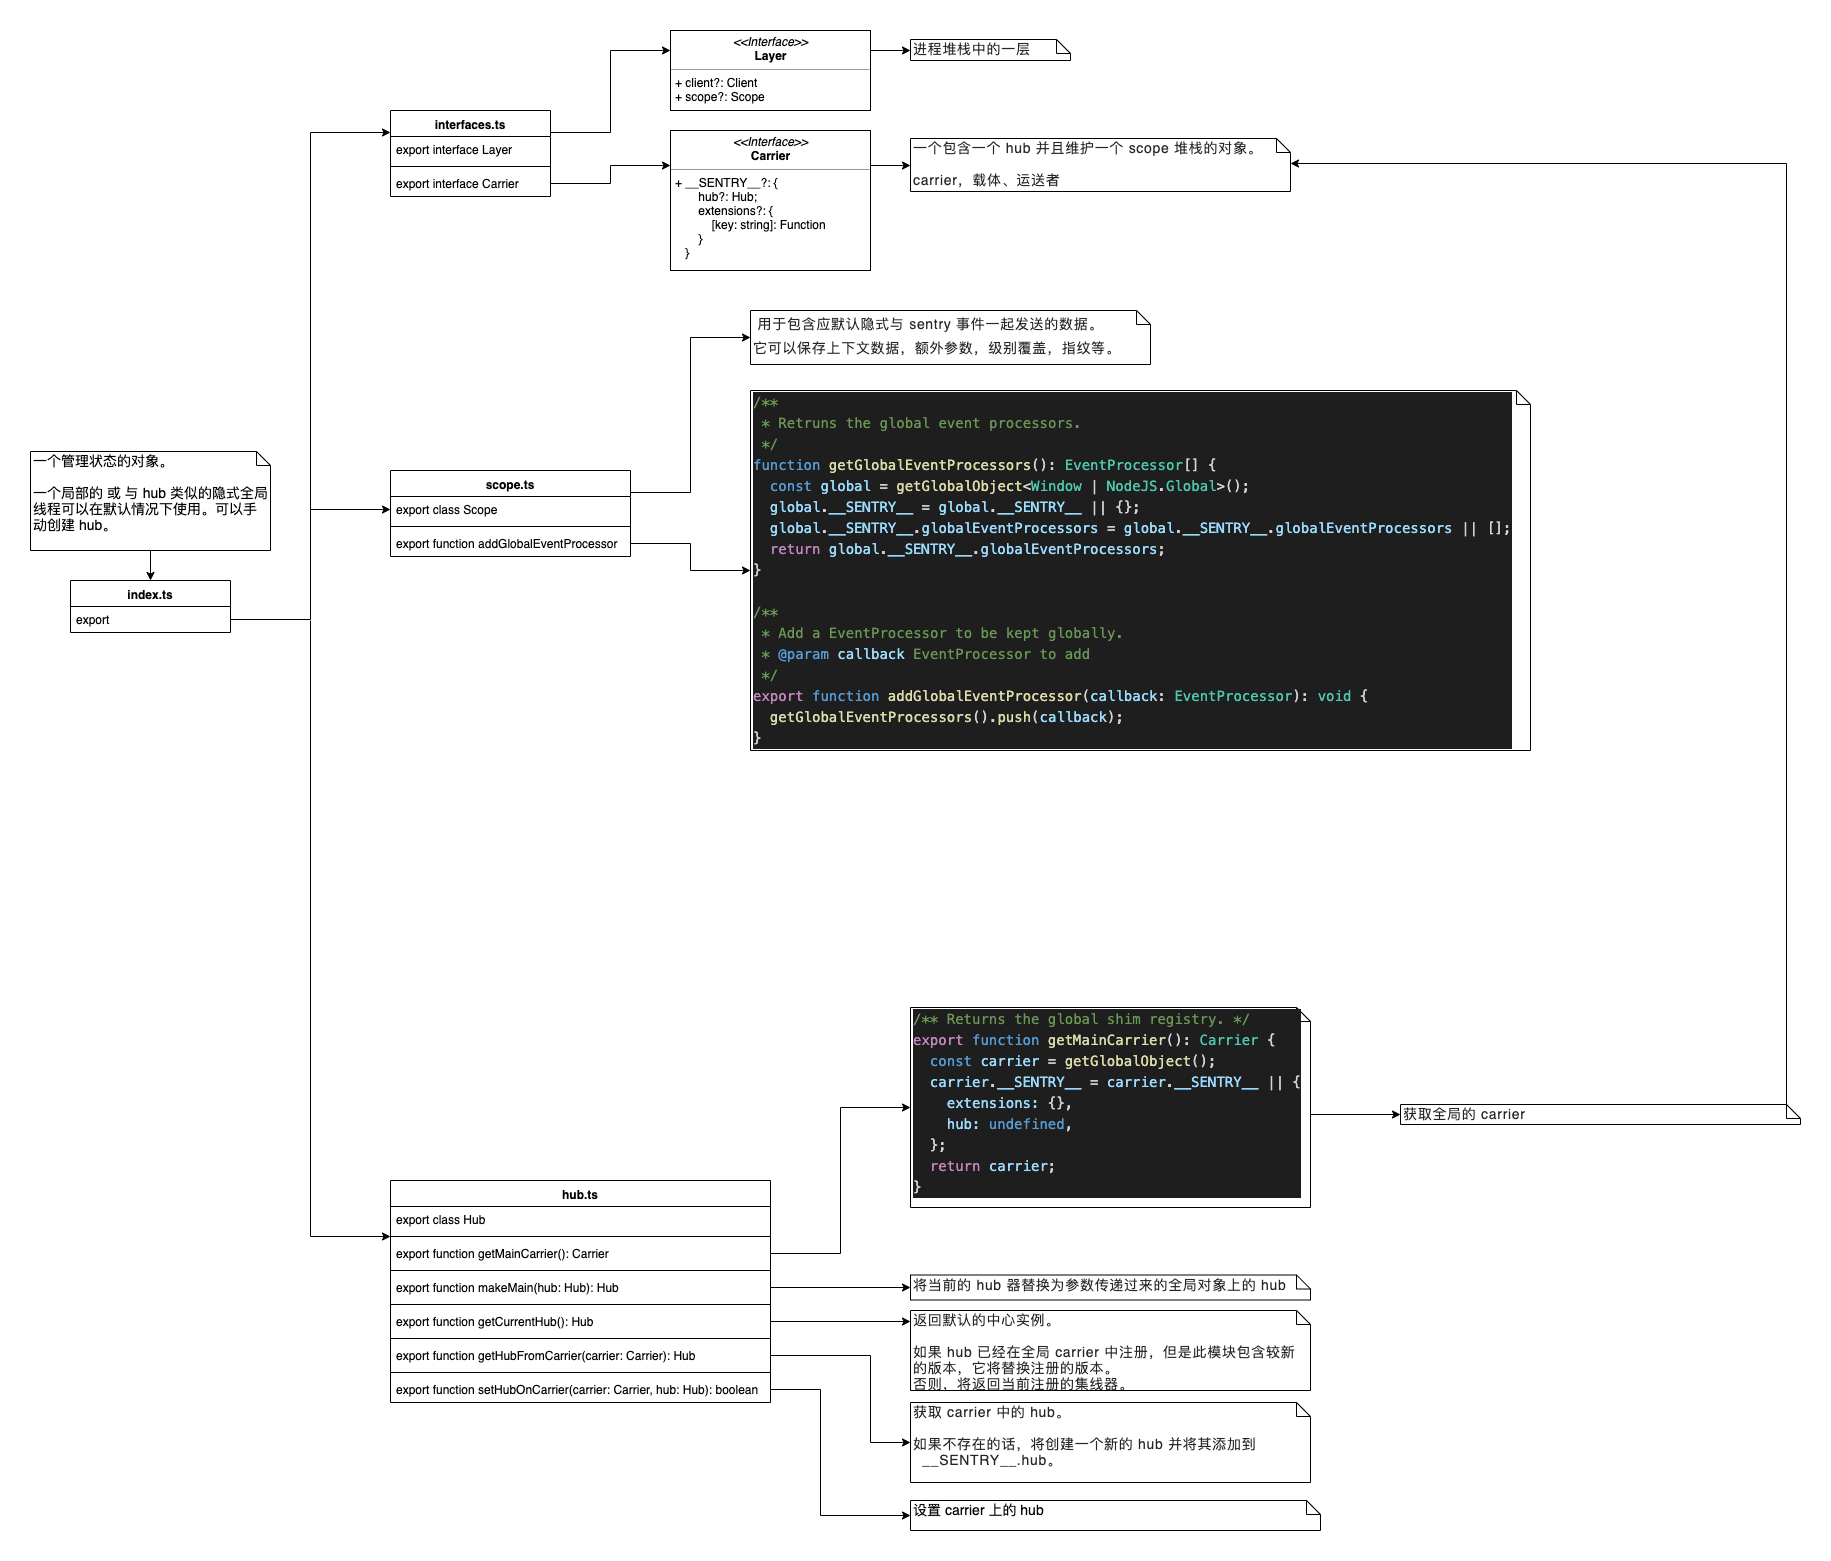 <<Interface>>
Layer
+ client?: Client
+ scope?: Scope
进程堆栈中的一层
interfaces.ts
export interface Layer
export interface Carrier
<<Interface>>
Carrier
+ __SENTRY__?: {
hub?: Hub;
extensions?: {
[key: string]: Function
}
}
一个包含一个 hub 并且维护一个 scope 堆栈的对象。
carrier，载体、运送者
用于包含应默认隐式与 sentry 事件一起发送的数据。
它可以保存上下文数据，额外参数，级别覆盖，指纹等。
一个管理状态的对象。
一个局部的 或 与 hub 类似的隐式全局
线程可以在默认情况下使用。可以手
动创建 hub。
index.ts
export
scope.ts
export class Scope
export function addGlobalEventProcessor
/**
* Retruns the global event processors.
*/
function getGlobalEventProcessors(): EventProcessor[] {
const global = getGlobalObject<Window | NodeJS.Global>();
global.__SENTRY__ = global.__SENTRY__ || {};
global.__SENTRY__.globalEventProcessors = global.__SENTRY__.globalEventProcessors || [];
return global.__SENTRY__.globalEventProcessors;
}
/**
* Add a EventProcessor to be kept globally.
* @param callback EventProcessor to add
*/
export function addGlobalEventProcessor(callback: EventProcessor): void {
getGlobalEventProcessors().push(callback);
}
/** Returns the global shim registry. */
export function getMainCarrier(): Carrier {
const carrier = getGlobalObject();
carrier.__SENTRY__ = carrier.__SENTRY__ || {
extensions: {},
hub: undefined,
};
return carrier;
}
获取全局的 carrier
hub.ts
export class Hub
export function getMainCarrier(): Carrier
export function makeMain(hub: Hub): Hub
export function getCurrentHub(): Hub
export function getHubFromCarrier(carrier: Carrier): Hub
export function setHubOnCarrier(carrier: Carrier, hub: Hub): boolean
将当前的 hub 器替换为参数传递过来的全局对象上的 hub
返回默认的中心实例。
如果 hub 已经在全局 carrier 中注册，但是此模块包含较新
的版本，它将替换注册的版本。
否则，将返回当前注册的集线器。
获取 carrier 中的 hub。
如果不存在的话，将创建一个新的 hub 并将其添加到
__SENTRY__.hub。
设置 carrier 上的 hub